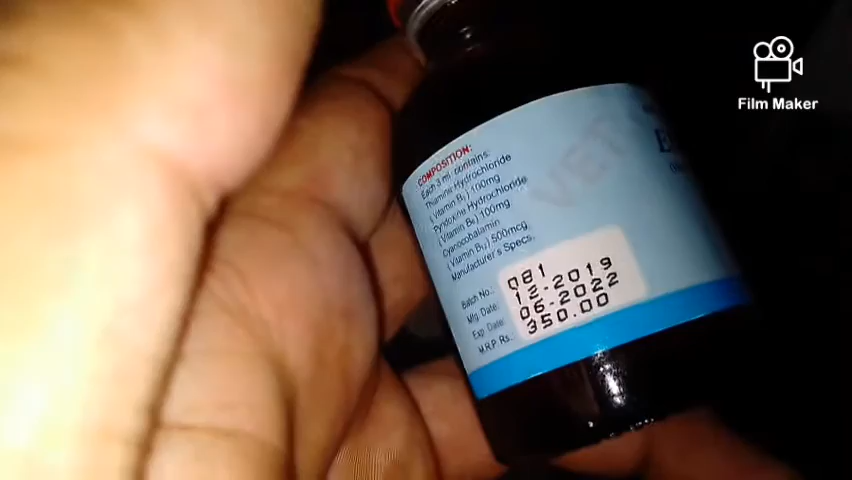 Film Maker
VET
COMPOSITION:
Each 3 ml. contains:
Thiamine Hydrochloride
(Vitamin B₁) 100mg
Pyridoxine Hydrochloride
(Vitamin B₆) 100mg
Cyanocobalamin
(Vitamin B₁₂) 500mcg
Manufacturer's Specs.
Batch No.: 081
Mfg. Date: 12-2019
Exp. Date: 06-2022
M.R.P. Rs.: 350.00